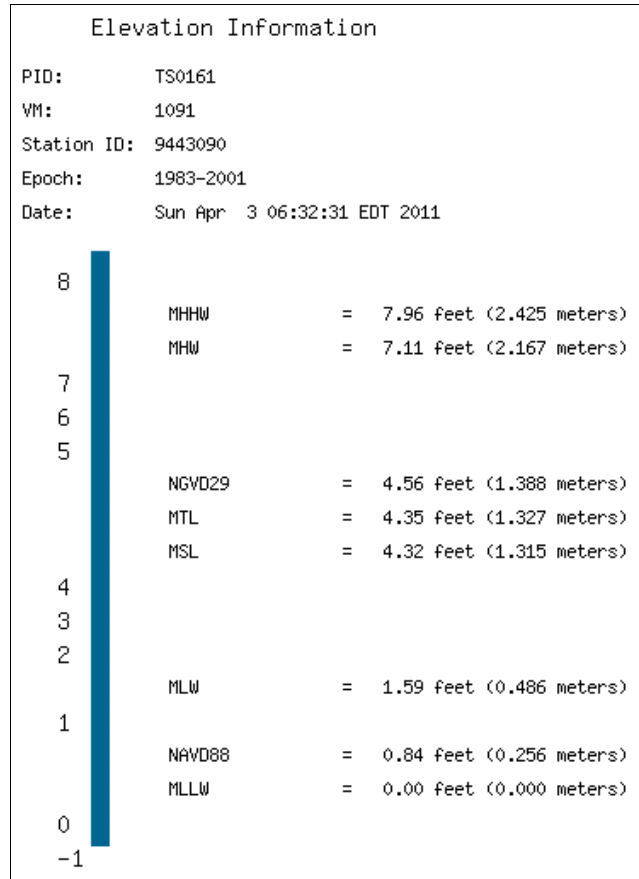 Elevation Information
PID: TS0161
VM: 1091
Station ID: 9443090
Epoch: 1983-2001
Date: Sun Apr 3 06:32:31 EDT 2011
8
MHHW = 7.96 feet (2.425 meters)
MHW = 7.11 feet (2.167 meters)
7
6
5
NGVD29 = 4.56 feet (1.388 meters)
MTL = 4.35 feet (1.327 meters)
MSL = 4.32 feet (1.315 meters)
4
3
2
MLW = 1.59 feet (0.486 meters)
1
NAVD88 = 0.84 feet (0.256 meters)
MLLW = 0.00 feet (0.000 meters)
0
-1